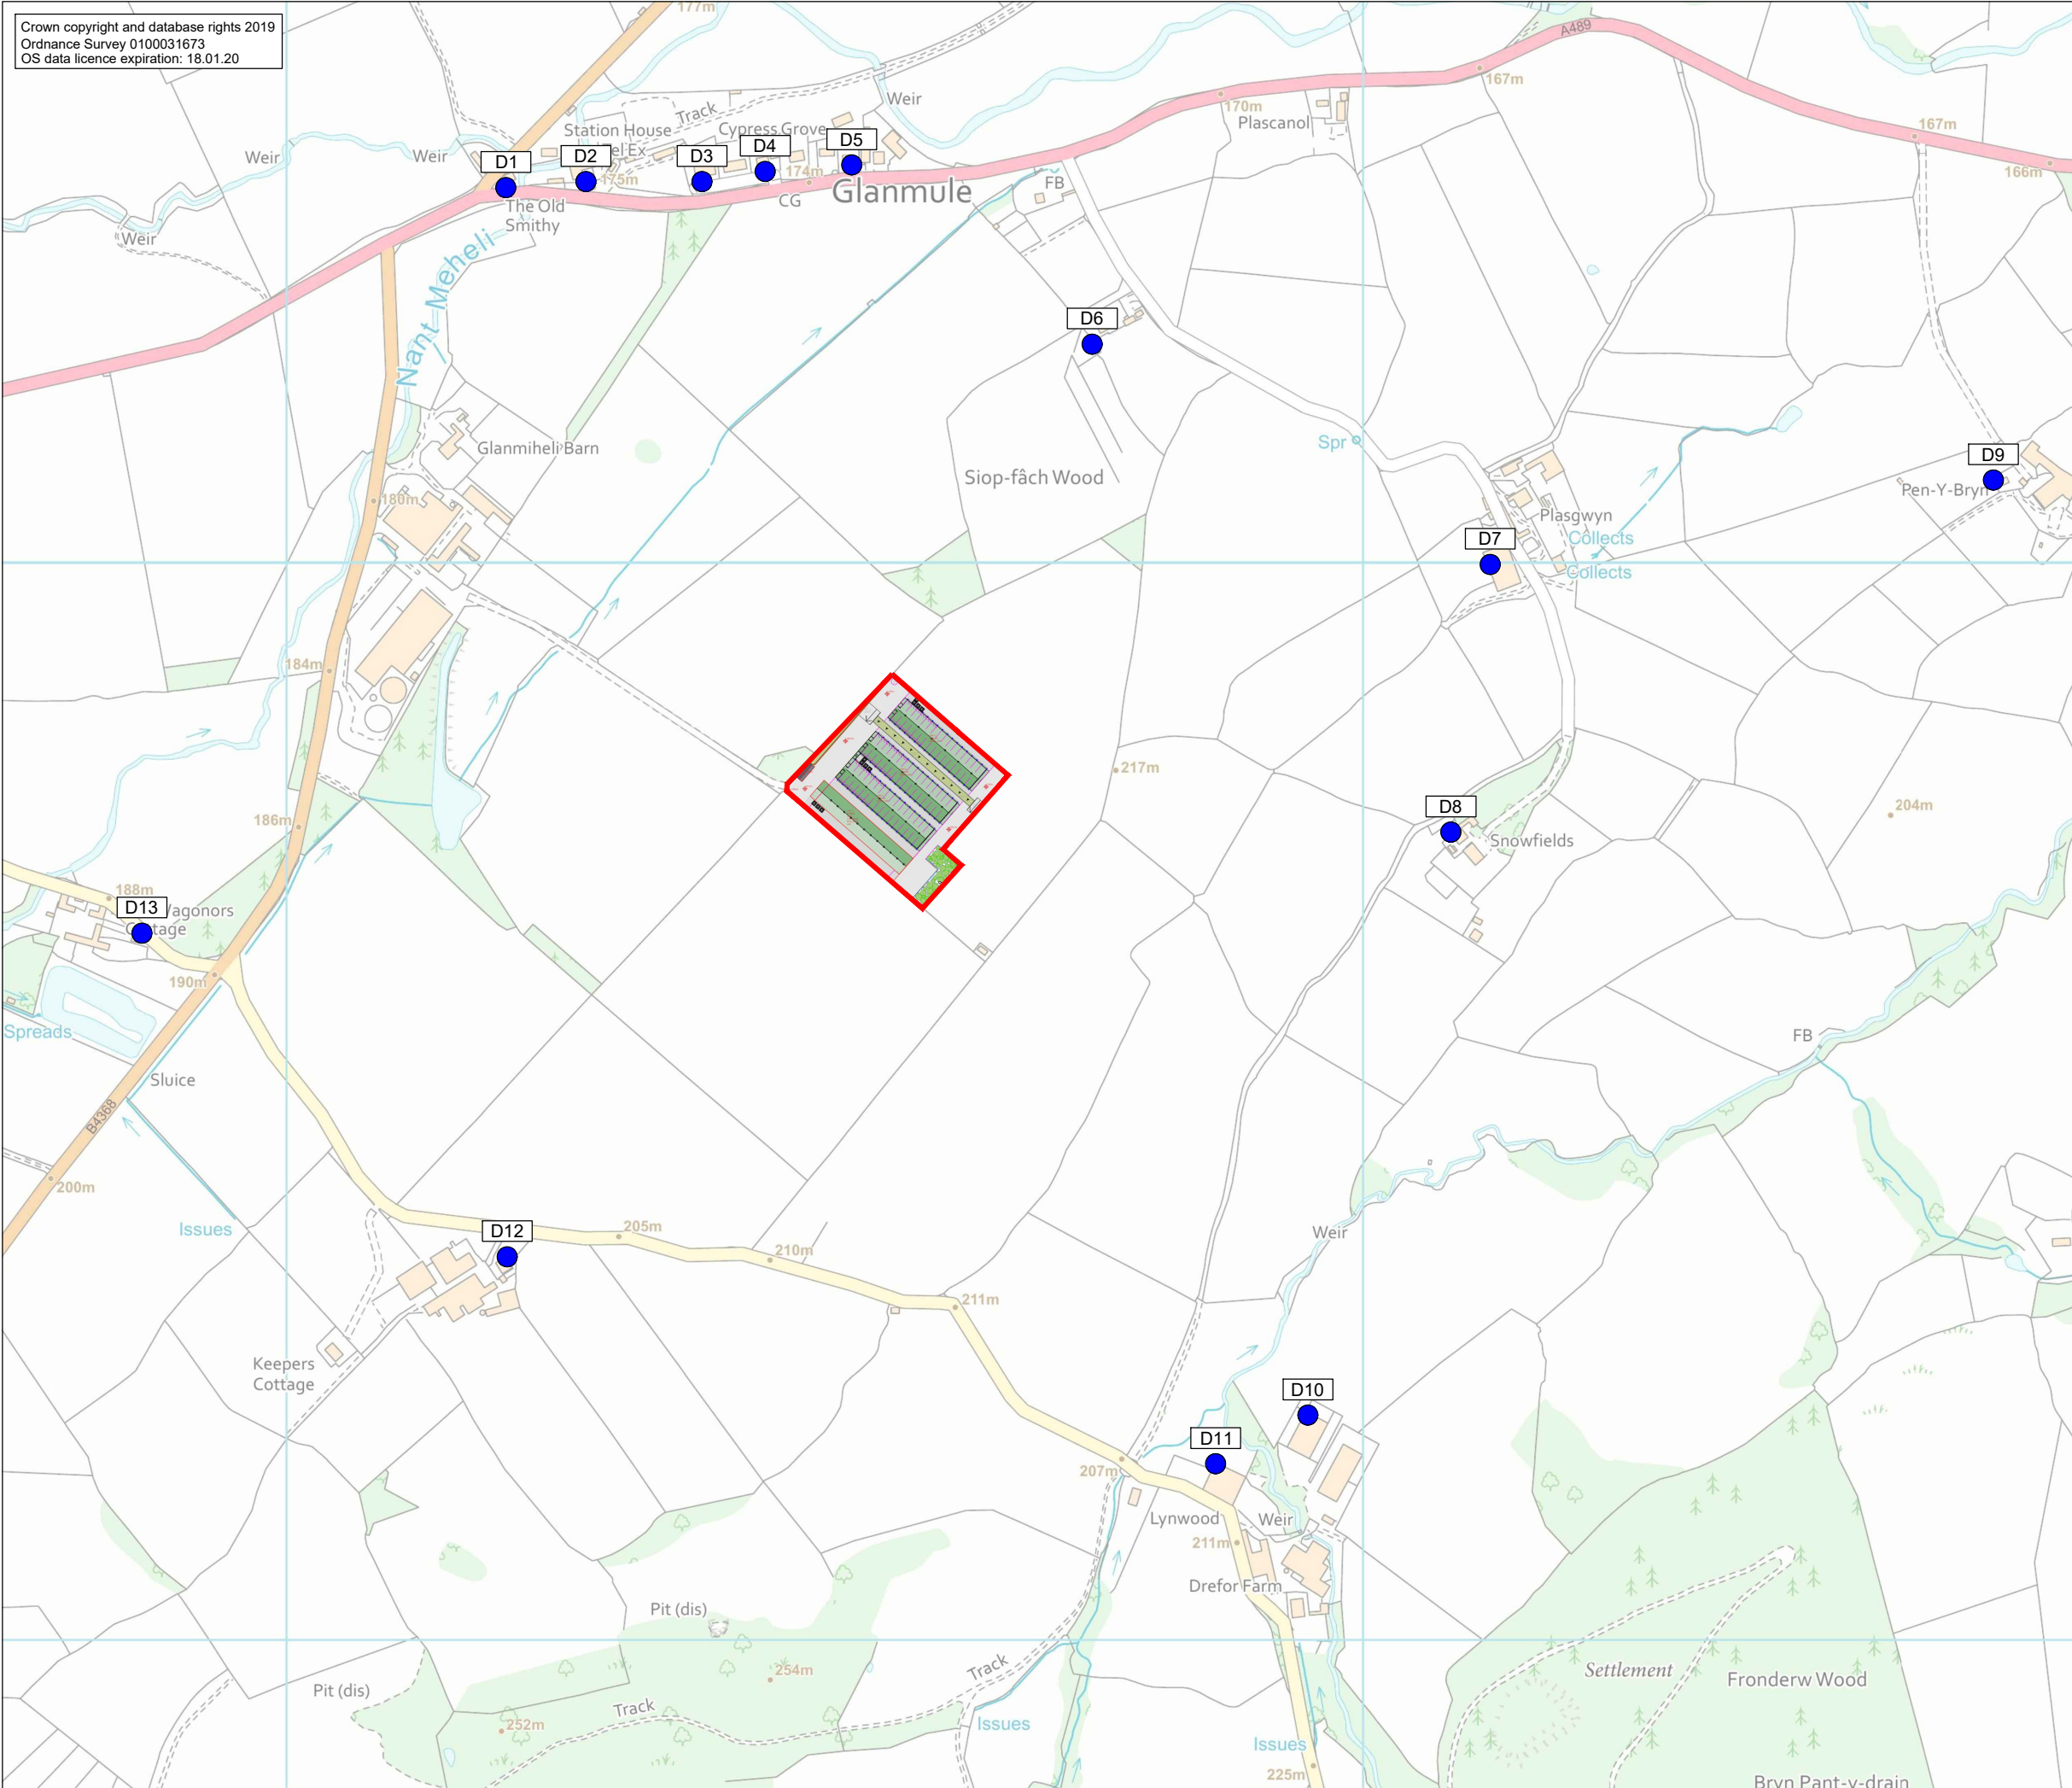 Crown copyright and database rights 2019
Ordnance Survey 0100031673
OS data licence expiration: 18.01.20
177m
A489
167m
Weir
Track
170m
Plascanol
167m
Station House
Cypress Grove
Weir
Weir
D1
D2
D3
D4
D5
175m
174m
166m
The Old
Smithy
CG
Glanmule
FB
Weir
Nant Meheli
D6
Glanmiheli Barn
Spr
Siop-fâch Wood
D9
Pen-Y-Bryn
180m
Plasgwyn
D7
Collects
Collects
184m
217m
D8
204m
Snowfields
186m
188m
D13
190m
Spreads
FB
Sluice
B4368
200m
Issues
D12
205m
210m
Weir
211m
Keepers
Cottage
D10
D11
207m
Lynwood
Weir
211m
Drefor Farm
Pit (dis)
254m
Track
Settlement
Fronderw Wood
Pit (dis)
Track
252m
Issues
Issues
225m
Bryn Pant-y-drain